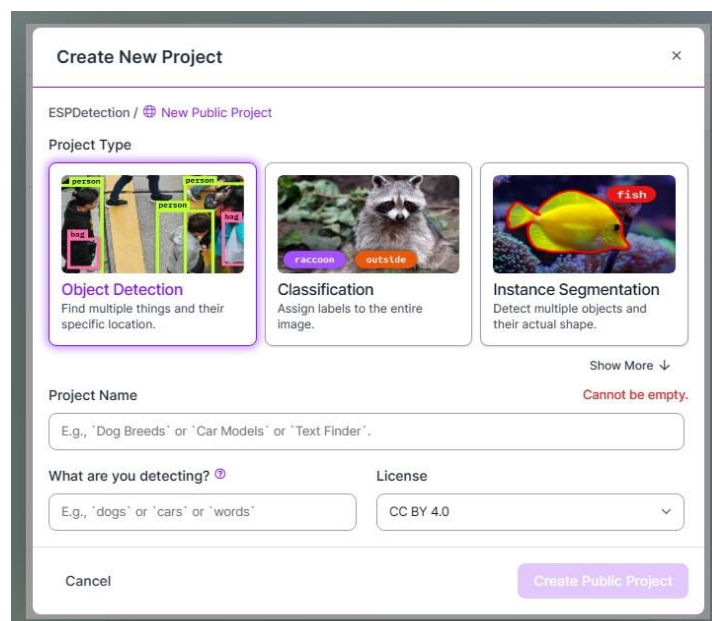 Create New Project
×
ESPDetection / New Public Project
Project Type
person
person
person
bag
bag
raccoon
outside
fish
Object Detection
Find multiple things and their
specific location.
Classification
Assign labels to the entire
image.
Instance Segmentation
Detect multiple objects and
their actual shape.
Show More ↓
Project Name
Cannot be empty.
E.g., `Dog Breeds` or `Car Models` or `Text Finder`.
What are you detecting? ?
License
E.g., `dogs` or `cars` or `words`
CC BY 4.0
Cancel
Create Public Project